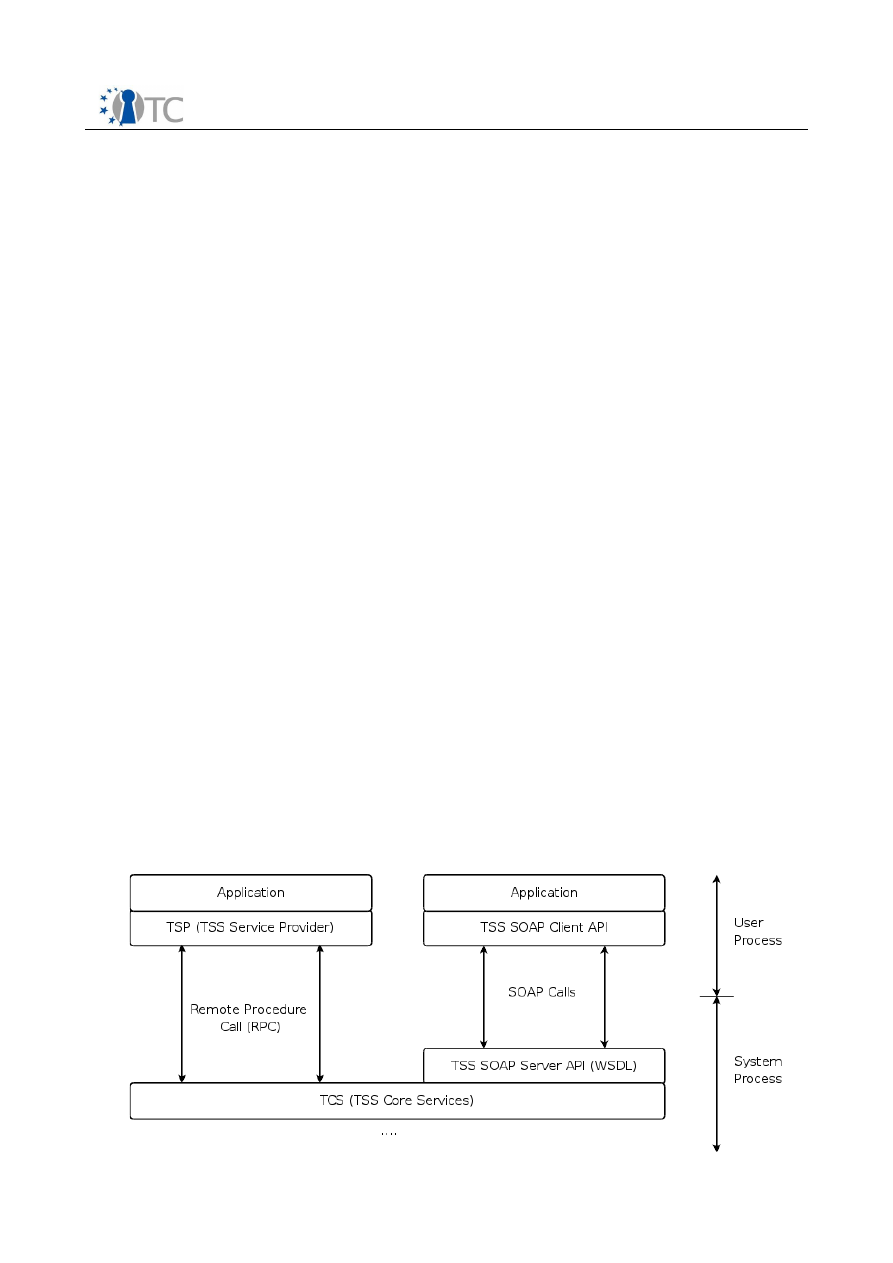 TC
Application
TSP (TSS Service Provider)
Remote Procedure
Call (RPC)
Application
TSS SOAP Client API
SOAP Calls
TSS SOAP Server API (WSDL)
TCS (TSS Core Services)
....
User
Process
System
Process